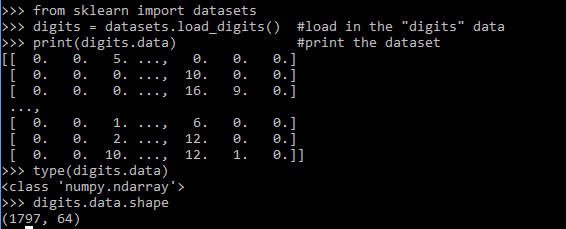 >>> from sklearn import datasets
>>> digits = datasets.load_digits()  #load in the "digits" data
>>> print(digits.data)               #print the dataset
[[  0.   0.   5. ...,   0.   0.   0.]
 [  0.   0.   0. ...,  10.   0.   0.]
 [  0.   0.   0. ...,  16.   9.   0.]
 ...,
 [  0.   0.   1. ...,   6.   0.   0.]
 [  0.   0.   2. ...,  12.   0.   0.]
 [  0.   0.  10. ...,  12.   1.   0.]]
>>> type(digits.data)
<class 'numpy.ndarray'>
>>> digits.data.shape
(1797, 64)